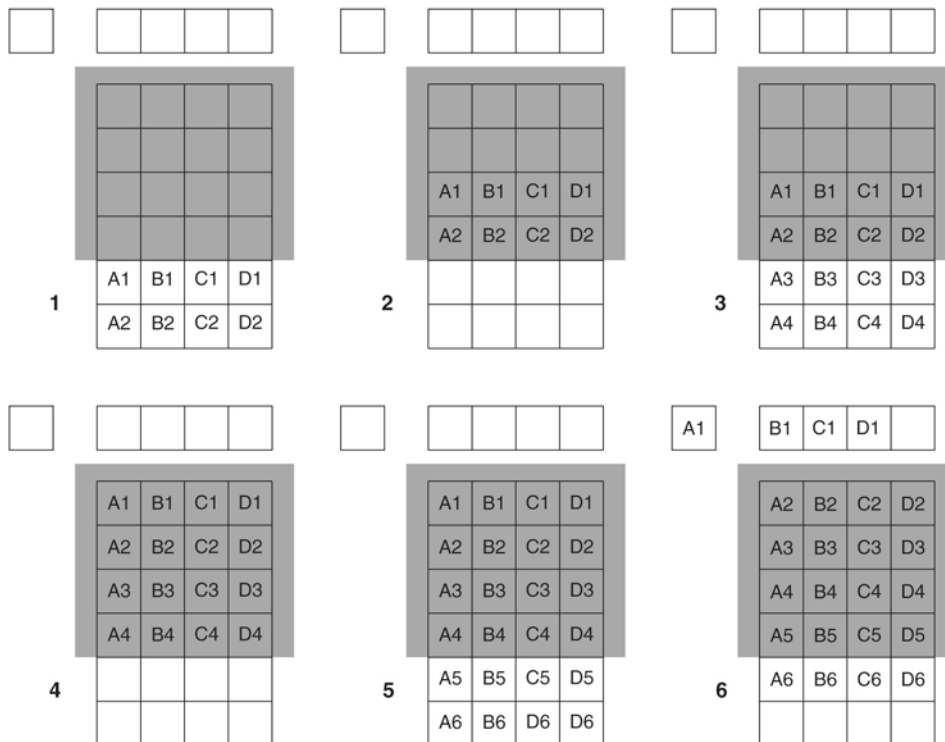 A1 B1 C1 D1
1
A2 B2 C2 D2
A1 B1 C1 D1
A2 B2 C2 D2
2
A1 B1 C1 D1
A2 B2 C2 D2
A3 B3 C3 D3
3
A4 B4 C4 D4
A1 B1 C1 D1
A2 B2 C2 D2
A3 B3 C3 D3
A4 B4 C4 D4
4
A1 B1 C1 D1
A2 B2 C2 D2
A3 B3 C3 D3
A4 B4 C4 D4
A5 B5 C5 D5
5
A6 B6 D6 D6
A1 B1 C1 D1
A2 B2 C2 D2
A3 B3 C3 D3
A4 B4 C4 D4
A5 B5 C5 D5
A6 B6 C6 D6
6